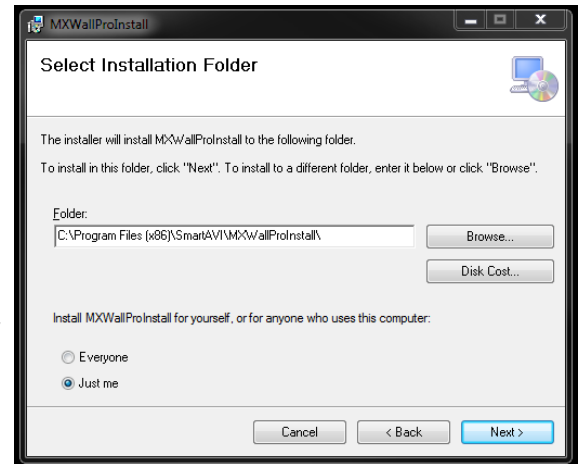 MXWallProInstall
Select Installation Folder
The installer will install MXWallProInstall to the following folder.
To install in this folder, click "Next". To install to a different folder, enter it below or click "Browse".
Folder:
C:\Program Files (x86)\SmartAVI\MXWallProInstall\
Browse...
Disk Cost...
Install MXWallProInstall for yourself, or for anyone who uses this computer:
Everyone
Just me
Cancel
< Back
Next >